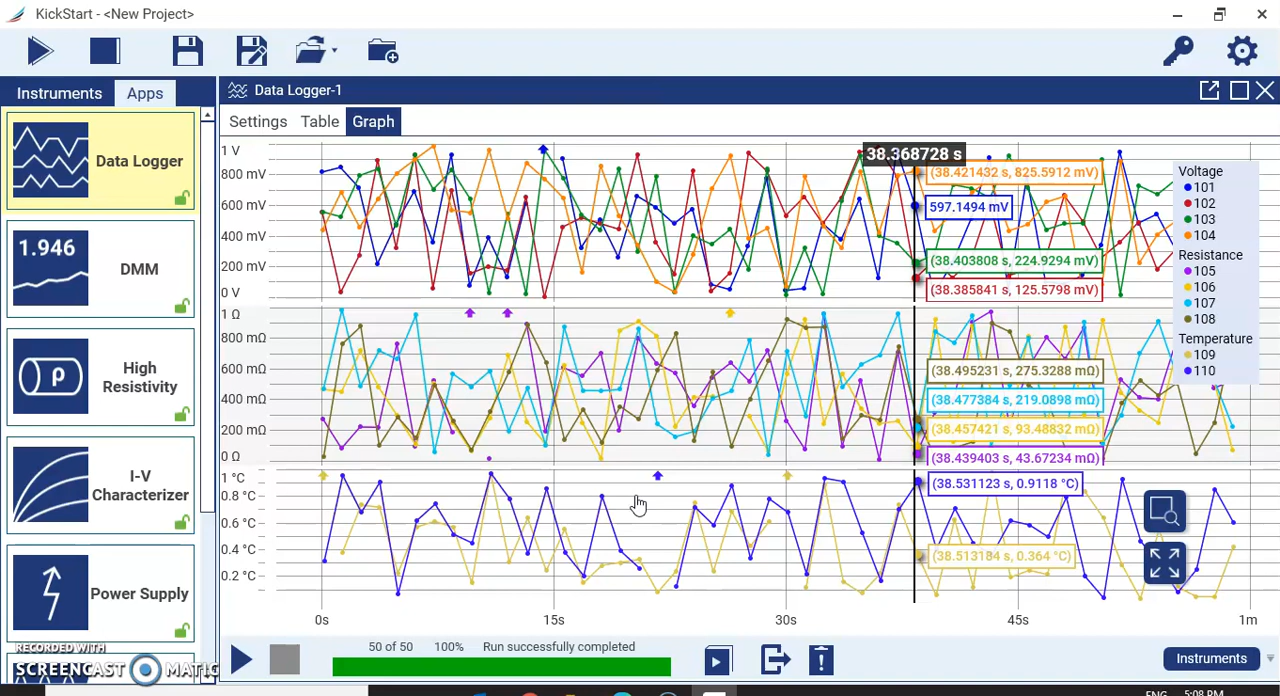 KickStart - <New Project>
Instruments Apps
Data Logger
1.946 DMM
ρ High Resistivity
I-V Characterizer
Power Supply
RECORDED WITH
SCREENCAST MATIC
Data Logger-1
Settings Table Graph
1 V
800 mV
600 mV
400 mV
200 mV
0 V
1 Ω
800 mΩ
600 mΩ
400 mΩ
200 mΩ
0 Ω
1 °C
0.8 °C
0.6 °C
0.4 °C
0.2 °C
0s 15s 30s 45s 1m
38.368728 s
(38.421432 s, 825.5912 mV)
597.1494 mV
(38.403808 s, 224.9294 mV)
(38.385841 s, 125.5798 mV)
(38.495231 s, 275.3288 mΩ)
(38.477384 s, 219.0898 mΩ)
(38.457421 s, 93.48832 mΩ)
(38.439403 s, 43.67234 mΩ)
(38.531123 s, 0.9118 °C)
(38.513184 s, 0.364 °C)
Voltage
101
102
103
104
Resistance
105
106
107
108
Temperature
109
110
50 of 50 100% Run successfully completed
Instruments
ENG 5:08 PM